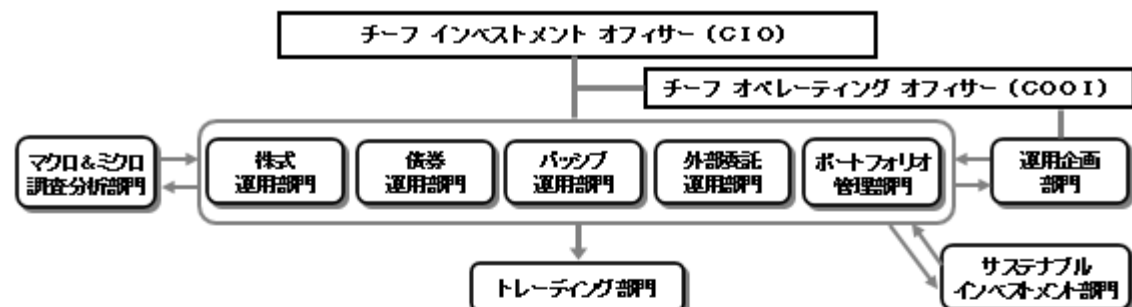 チーフ インベストメント オフィサー（CIO）
チーフ オペレーティング オフィサー（COOI）
マクロ&ミクロ
調査分析部門
株式
運用部門
債券
運用部門
パッシブ
運用部門
外部委託
運用部門
ポートフォリオ
管理部門
運用企画
部門
トレーディング部門
サステナブル
インベストメント部門